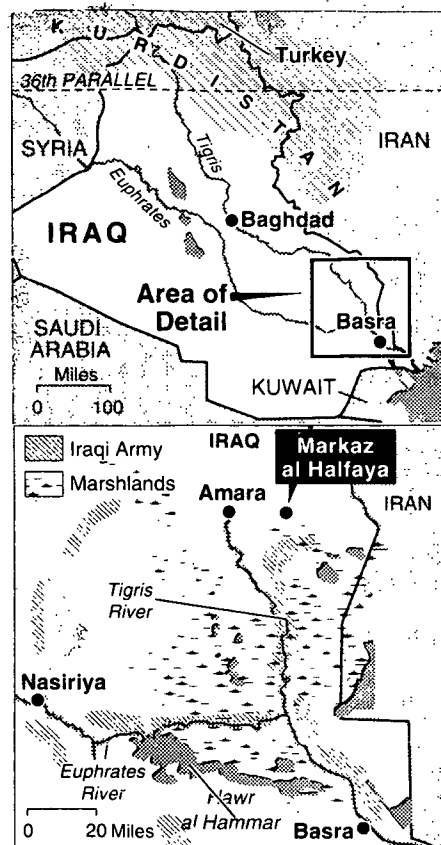 KURDISTAN
Turkey
36th PARALLEL
SYRIA
Tigris
IRAN
Euphrates
Baghdad
IRAQ
Area of
Detail
Basra
SAUDI
ARABIA
Miles
0 100
KUWAIT
Iraqi Army
Marshlands
IRAQ
Markaz
al Halfaya
Amara
IRAN
Tigris
River
Nasiriya
Euphrates
River
Hawr
al Hammar
0 20 Miles
Basra